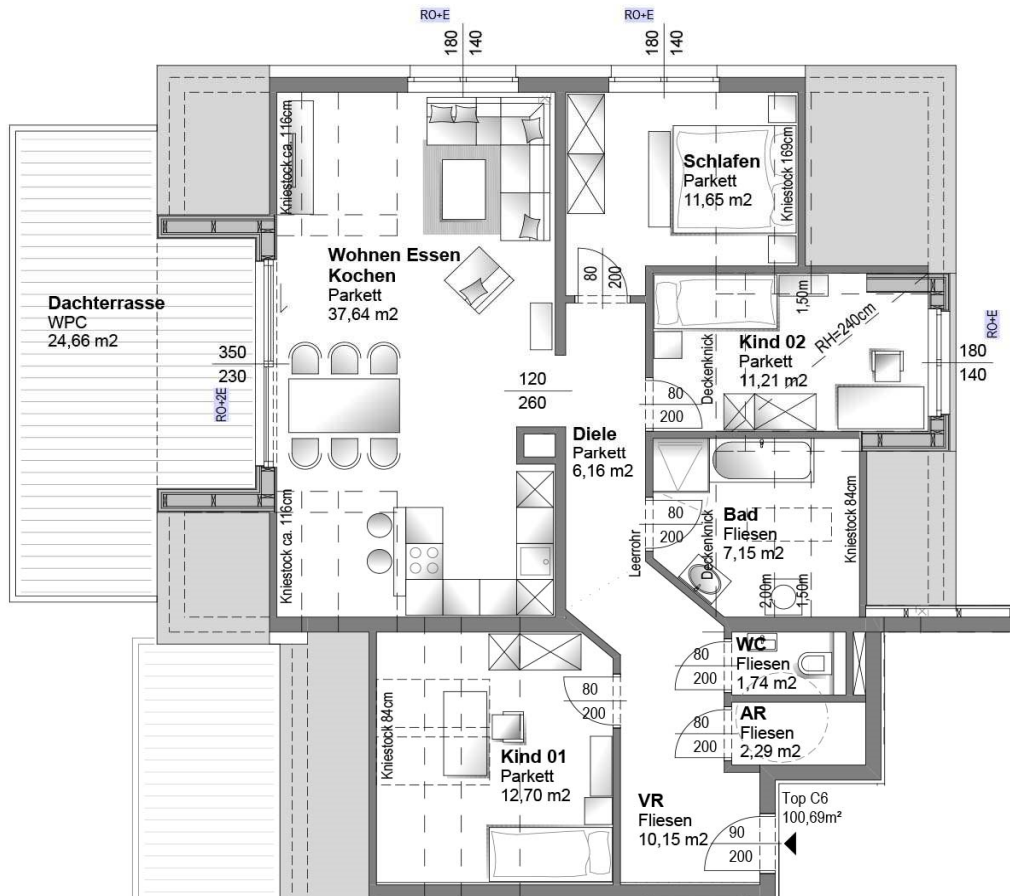 RO+E
180
140
RO+E
180
140
Kniestock ca. 116cm
Schlafen
Parkett
11,65 m2
Kniestock 169cm
Dachterrasse
WPC
24,66 m2
Wohnen Essen
Kochen
Parkett
37,64 m2
80
200
1,50m
RH=240cm
Kind 02
Parkett
11,21 m2
Deckenknick
RO+E
180
140
350
230
RO+2E
120
260
80
200
Diele
Parkett
6,16 m2
Kniestock ca. 116cm
80
200
Leerrohr
Deckenknick
Bad
Fliesen
7,15 m2
Kniestock 84cm
2,00m
1,50m
WC
Fliesen
1,74 m2
80
200
80
200
Kniestock 84cm
AR
Fliesen
2,29 m2
80
200
Kind 01
Parkett
12,70 m2
VR
Fliesen
10,15 m2
Top C6
100,69m²
90
200